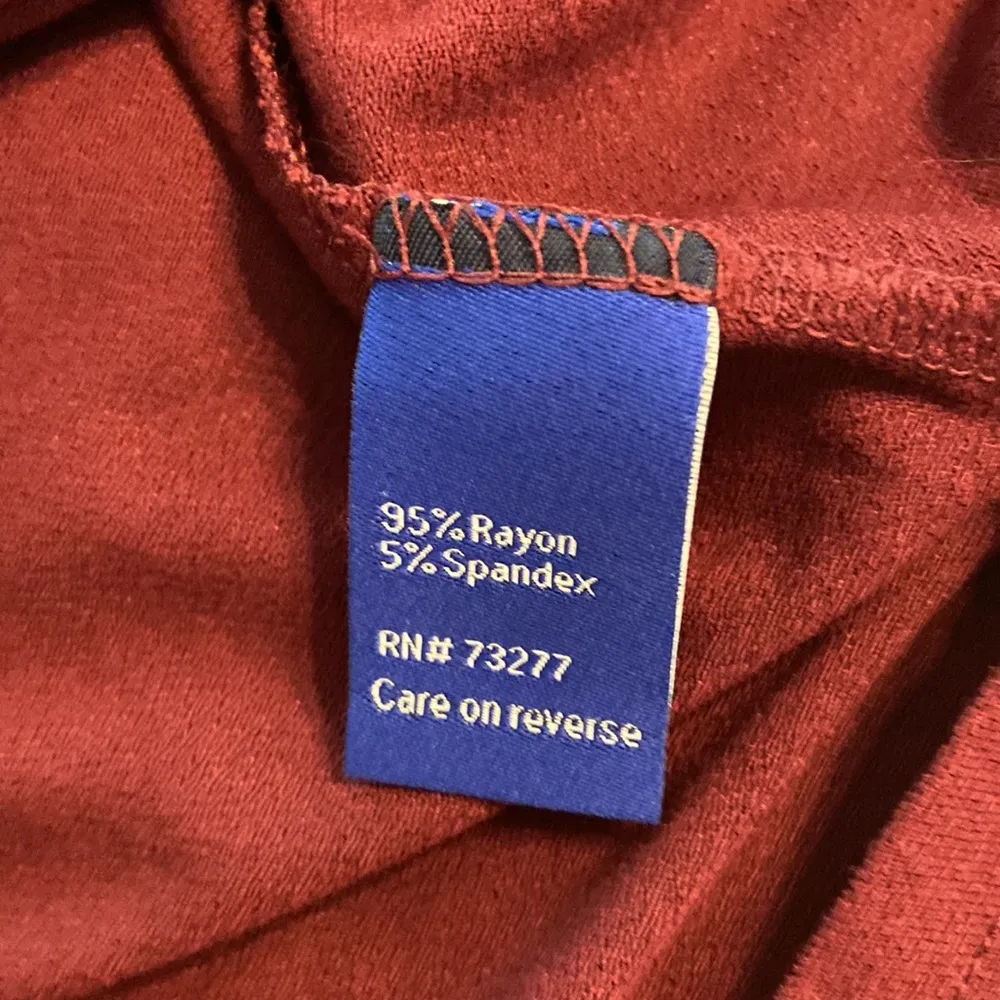 95% Rayon
5% Spandex
RN# 73277
Care on reverse